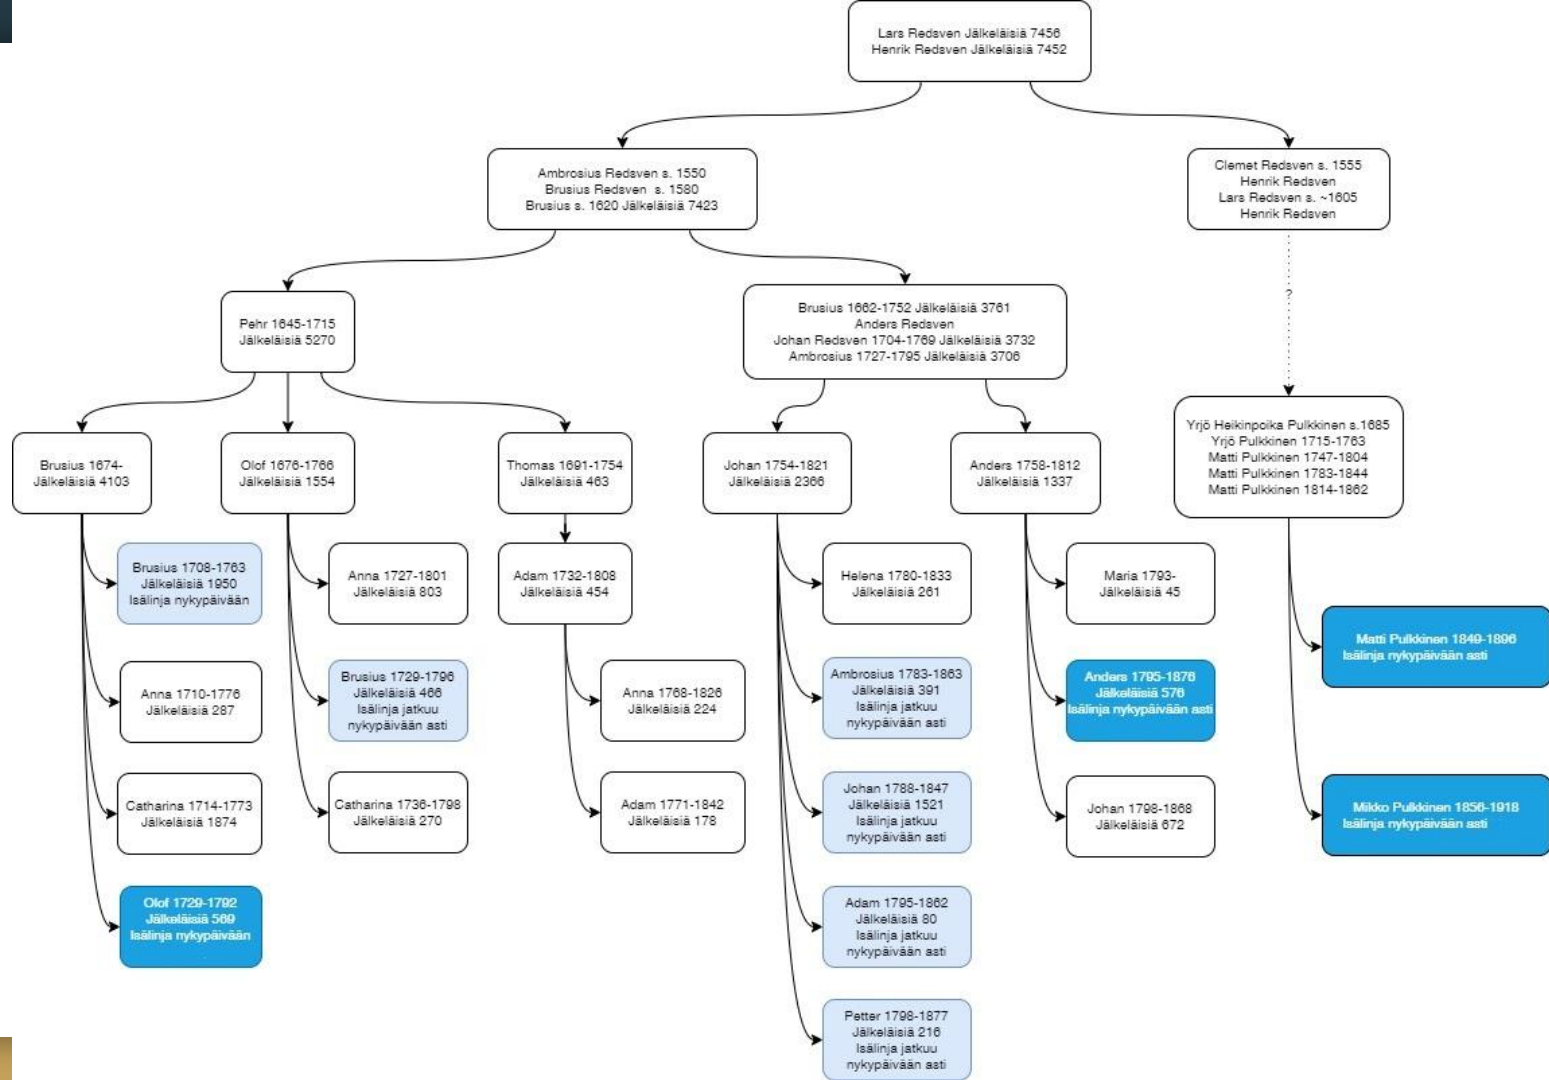 Lars Redsven Jälkeläisiä 7456
Henrik Redsven Jälkeläisiä 7452
Ambrosius Redsven s. 1550
Brusius Redsven s. 1580
Brusius s. 1620 Jälkeläisiä 7423
Clemet Redsven s. 1555
Henrik Redsven
Lars Redsven s. ~1605
Henrik Redsven
?
Pehr 1645-1715
Jälkeläisiä 5270
Brusius 1662-1752 Jälkeläisiä 3761
Anders Redsven
Johan Redsven 1704-1769 Jälkeläisiä 3732
Ambrosius 1727-1795 Jälkeläisiä 3706
Yrjö Heikinpoika Pulkkinen s.1685
Yrjö Pulkkinen 1715-1763
Matti Pulkkinen 1747-1804
Matti Pulkkinen 1783-1844
Matti Pulkkinen 1814-1862
Brusius 1674-
Jälkeläisiä 4103
Olof 1676-1766
Jälkeläisiä 1554
Thomas 1691-1754
Jälkeläisiä 463
Johan 1754-1821
Jälkeläisiä 2366
Anders 1758-1812
Jälkeläisiä 1337
Brusius 1708-1763
Jälkeläisiä 1950
Isälinja nykypäivään
Anna 1727-1801
Jälkeläisiä 803
Adam 1732-1808
Jälkeläisiä 454
Helena 1780-1833
Jälkeläisiä 261
Maria 1793-
Jälkeläisiä 45
Matti Pulkkinen 1849-1896
Isälinja nykypäivään asti
Anna 1710-1776
Jälkeläisiä 287
Brusius 1729-1796
Jälkeläisiä 466
Isälinja jatkuu
nykypäivään asti
Anna 1768-1826
Jälkeläisiä 224
Ambrosius 1783-1863
Jälkeläisiä 391
Isälinja jatkuu
nykypäivään asti
Anders 1795-1876
Jälkeläisiä 576
Isälinja nykypäivään asti
Catharina 1714-1773
Jälkeläisiä 1874
Catharina 1736-1798
Jälkeläisiä 270
Adam 1771-1842
Jälkeläisiä 178
Johan 1788-1847
Jälkeläisiä 1521
Isälinja jatkuu
nykypäivään asti
Johan 1798-1868
Jälkeläisiä 672
Mikko Pulkkinen 1856-1918
Isälinja nykypäivään asti
Olof 1729-1792
Jälkeläisiä 569
Isälinja nykypäivään
Adam 1795-1862
Jälkeläisiä 80
Isälinja jatkuu
nykypäivään asti
Petter 1798-1877
Jälkeläisiä 216
Isälinja jatkuu
nykypäivään asti